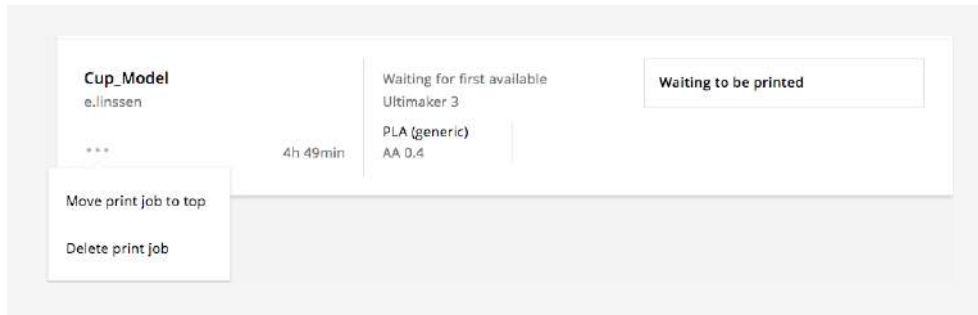 Cup_Model
e.linssen
...
4h 49min
Waiting for first available
Ultimaker 3
PLA (generic)
AA 0.4
Waiting to be printed
Move print job to top
Delete print job